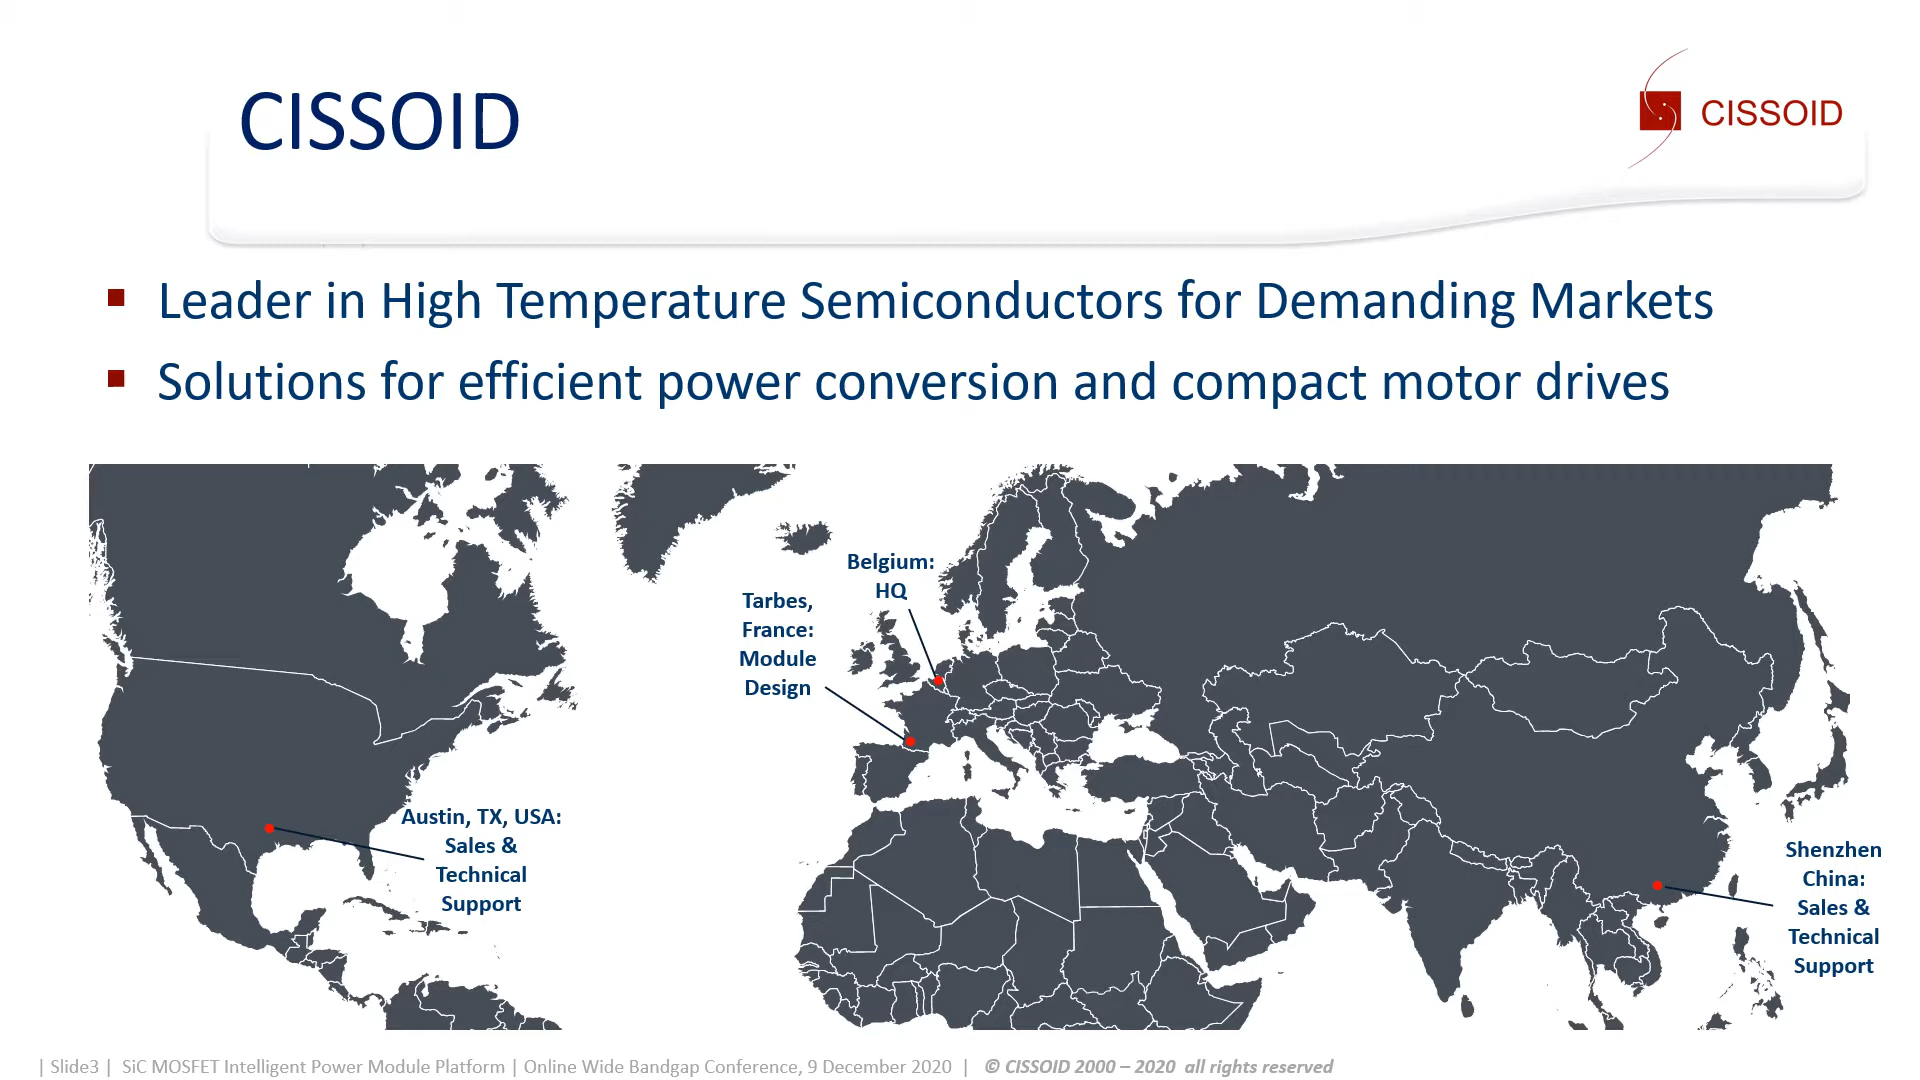 CISSOID
CISSOID
Leader in High Temperature Semiconductors for Demanding Markets
Solutions for efficient power conversion and compact motor drives
Belgium:
HQ
Tarbes,
France:
Module
Design
Austin, TX, USA:
Sales &
Technical
Support
Shenzhen
China:
Sales &
Technical
Support
| Slide3 | SiC MOSFET Intelligent Power Module Platform | Online Wide Bandgap Conference, 9 December 2020 | © CISSOID 2000 – 2020 all rights reserved